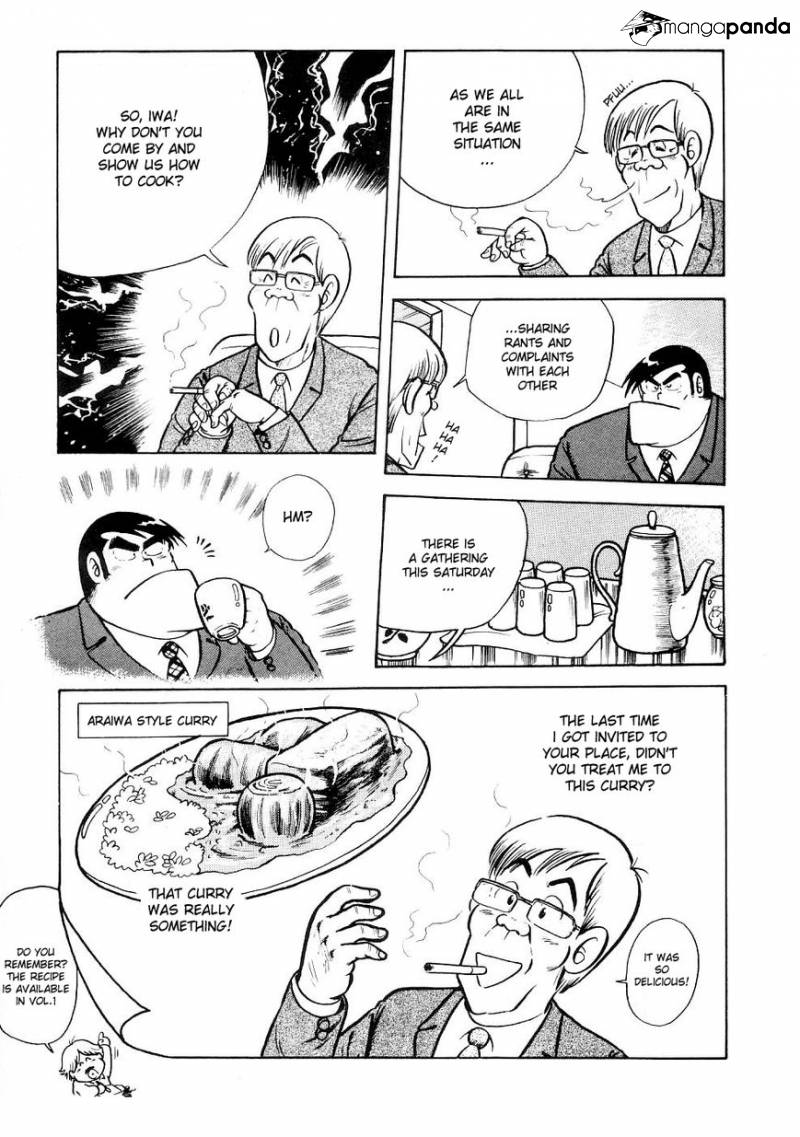 mangapanda
AS WE ALL
ARE IN
THE SAME
SITUATION
...
PFUU...
SO, IWA!
WHY DON'T YOU
COME BY AND
SHOW US HOW
TO COOK?
...SHARING
RANTS AND
COMPLAINTS
WITH EACH
OTHER
HA
HA
HA
!
THERE IS
A GATHERING
THIS SATURDAY
...
HM?
THE LAST TIME
I GOT INVITED TO
YOUR PLACE, DIDN'T
YOU TREAT ME TO
THIS CURRY?
ARAIWA STYLE CURRY
THAT CURRY
WAS REALLY
SOMETHING!
IT WAS
SO
DELICIOUS!
DO YOU
REMEMBER?
THE RECIPE
IS AVAILABLE
IN VOL.1